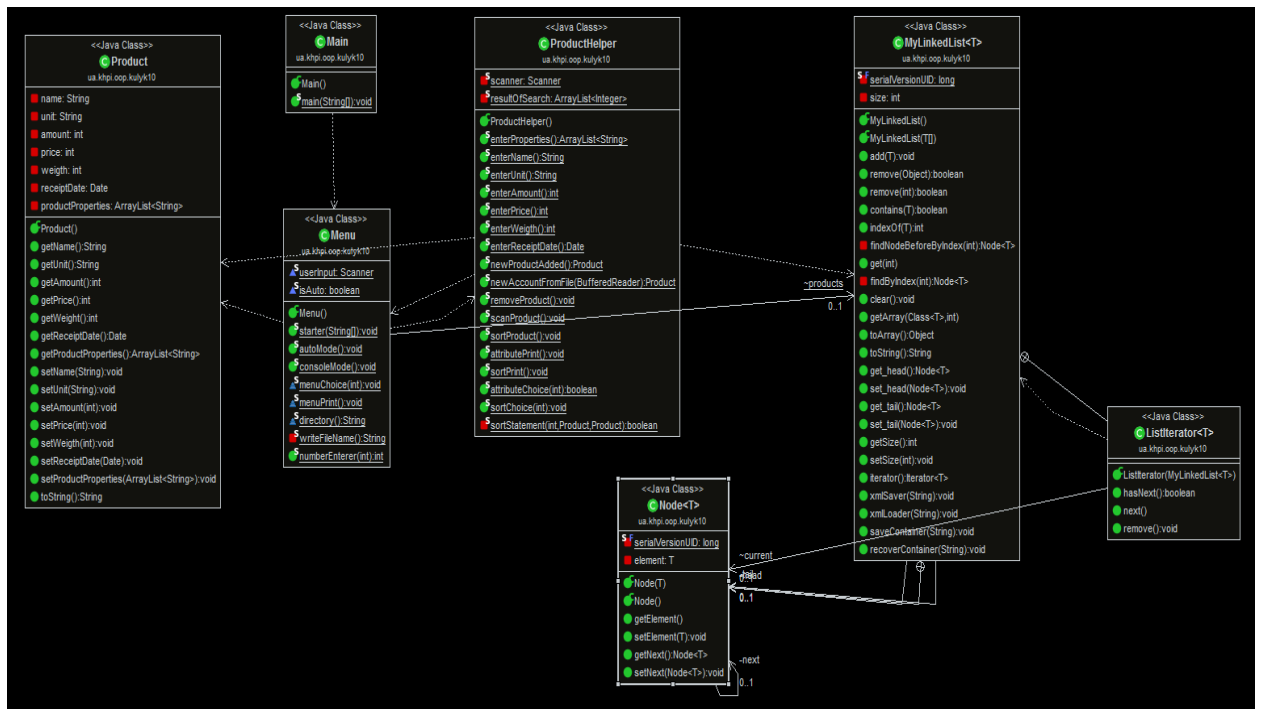 <<Java Class>>
Product
ua.khpi.oop.kulyk10
name: String
unit: String
amount: int
price: int
weigth: int
receiptDate: Date
productProperties: ArrayList<String>
Product()
getName():String
getUnit():String
getAmount():int
getPrice():int
getWeight():int
getReceiptDate():Date
getProductProperties():ArrayList<String>
setName(String):void
setUnit(String):void
setAmount(int):void
setPrice(int):void
setWeigth(int):void
setReceiptDate(Date):void
setProductProperties(ArrayList<String>):void
toString():String
<<Java Class>>
Main
ua.khpi.oop.kulyk10
Main()
main(String[]):void
<<Java Class>>
Menu
ua.khpi.oop.kulyk10
userInput: Scanner
isAuto: boolean
Menu()
starter(String[]):void
autoMode():void
consoleMode():void
menuChoice(int):void
menuPrint():void
directory():String
writeFileName():String
numberEnterer(int):int
<<Java Class>>
ProductHelper
ua.khpi.oop.kulyk10
scanner: Scanner
resultOfSearch: ArrayList<Integer>
ProductHelper()
enterProperties():ArrayList<String>
enterName():String
enterUnit():String
enterAmount():int
enterPrice():int
enterWeigth():int
enterReceiptDate():Date
newProductAdded():Product
newAccountFromFile(BufferedReader):Product
removeProduct():void
scanProduct():void
sortProduct():void
attributePrint():void
sortPrint():void
attributeChoice(int):boolean
sortChoice(int):void
sortStatement(int,Product,Product):boolean
~products
0..1
<<Java Class>>
MyLinkedList<T>
ua.khpi.oop.kulyk10
serialVersionUID: long
size: int
MyLinkedList()
MyLinkedList(T[])
add(T):void
remove(Object):boolean
remove(int):boolean
contains(T):boolean
indexOf(T):int
findNodeBeforeByIndex(int):Node<T>
get(int)
findByIndex(int):Node<T>
clear():void
getArray(Class<T>,int)
toArray():Object
toString():String
get_head():Node<T>
set_head(Node<T>):void
get_tail():Node<T>
set_tail(Node<T>):void
getSize():int
setSize(int):void
iterator():Iterator<T>
xmlSaver(String):void
xmlLoader(String):void
saveContainer(String):void
recoverContainer(String):void
<<Java Class>>
ListIterator<T>
ua.khpi.oop.kulyk10
ListIterator(MyLinkedList<T>)
hasNext():boolean
next()
remove():void
<<Java Class>>
Node<T>
ua.khpi.oop.kulyk10
serialVersionUID: long
element: T
Node(T)
Node()
getElement()
setElement(T):void
getNext():Node<T>
setNext(Node<T>):void
~current
0..1
~next
0..1